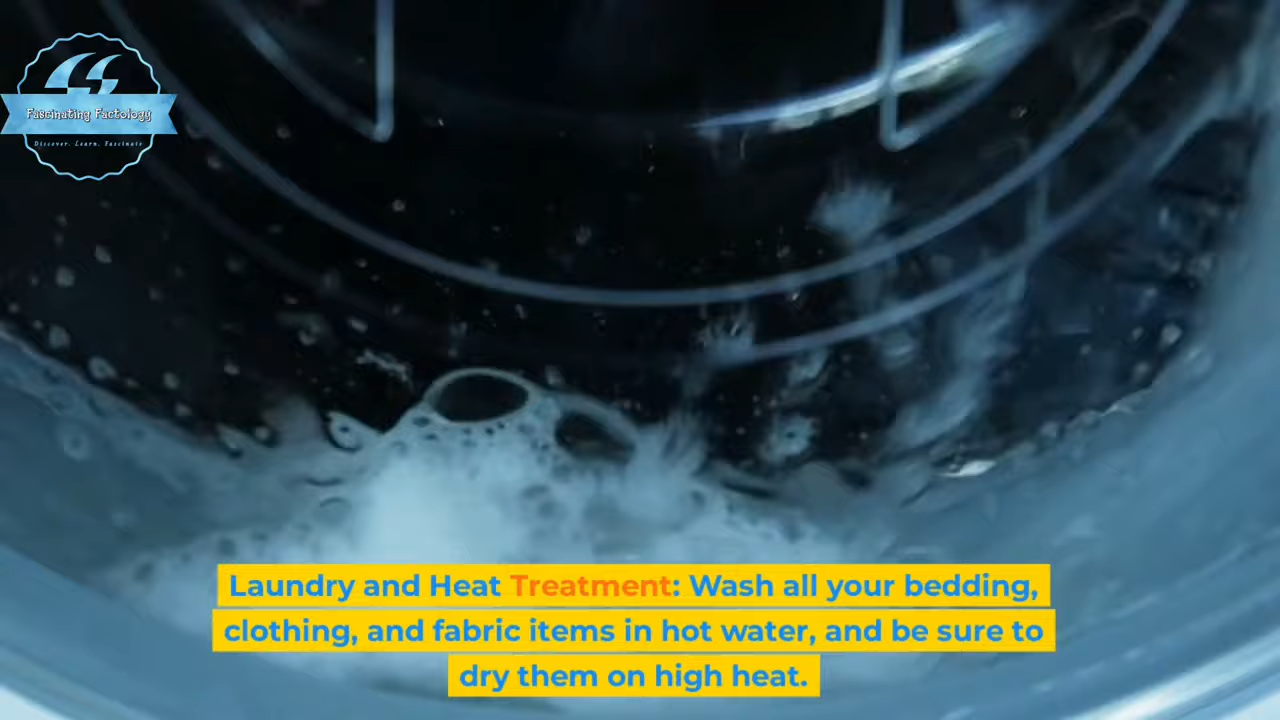 Fascinating Factology
Discover. Learn. Fascinate
Laundry and Heat Treatment: Wash all your bedding,
clothing, and fabric items in hot water, and be sure to
dry them on high heat.